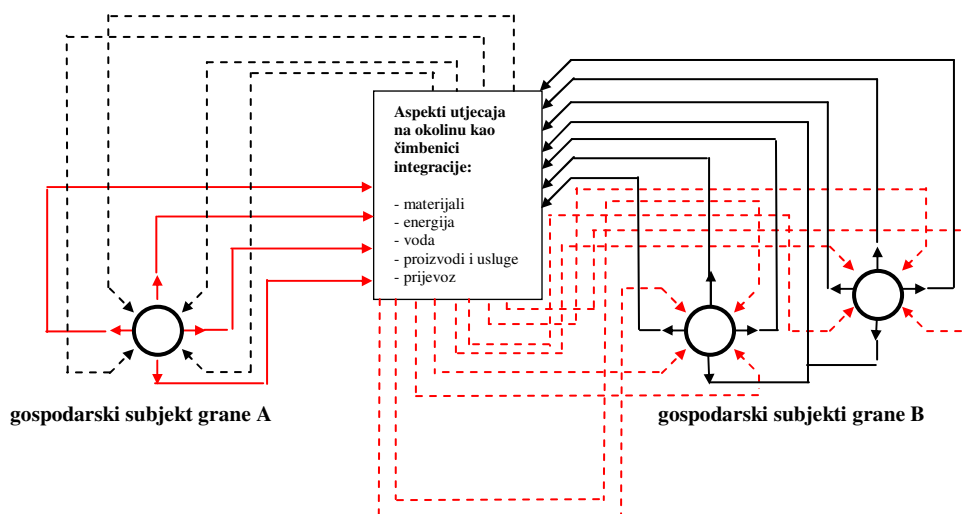 Aspekti utjecaja
na okolinu kao
čimbenici
integracije:
- materijali
- energija
- voda
- proizvodi i usluge
- prijevoz
gospodarski subjekt grane A
gospodarski subjekti grane B